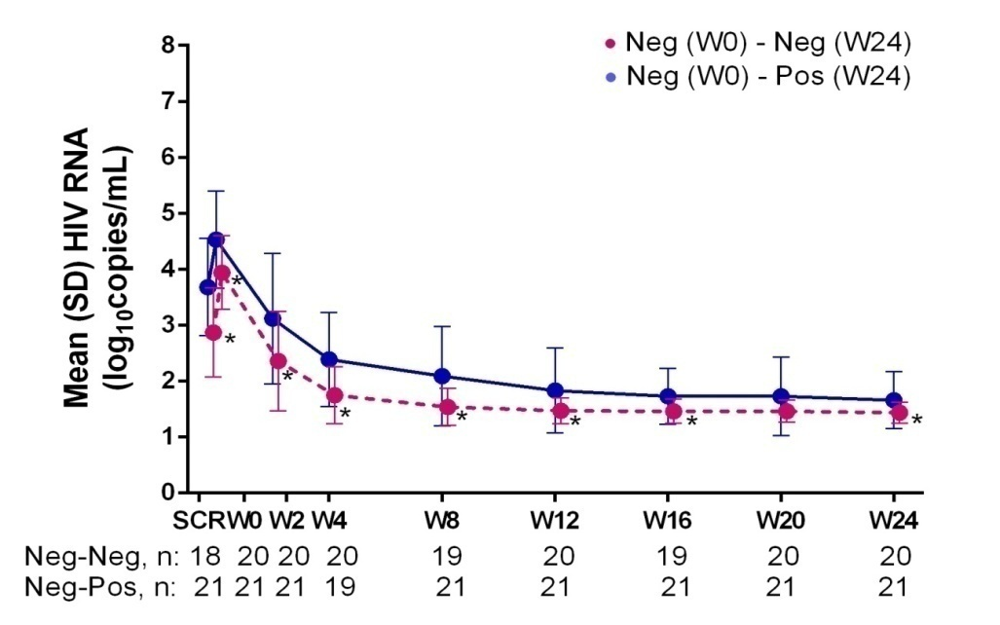 Neg (W0) - Neg (W24)
Neg (W0) - Pos (W24)
Mean (SD) HIV RNA
(log₁₀copies/mL)
8
7
6
5
4
3
2
1
0
*
*
*
*
*
*
*
*
SCR W0 W2 W4 W8 W12 W16 W20 W24
Neg-Neg, n: 18 20 20 20 19 20 19 20 20
Neg-Pos, n: 21 21 21 19 21 21 21 21 21